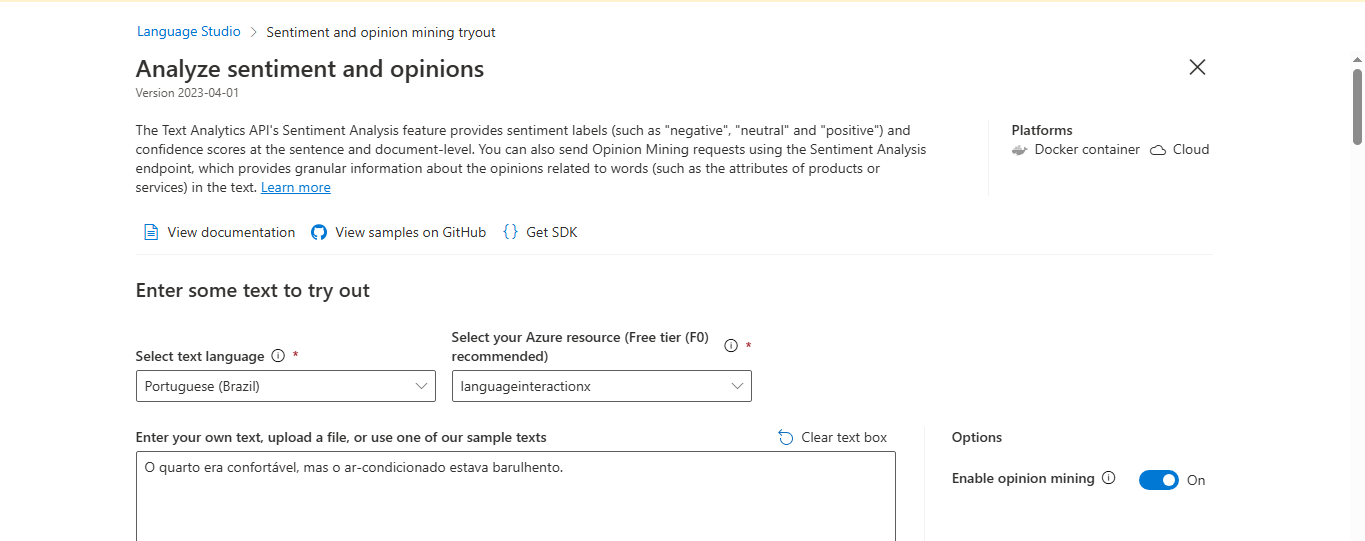 Language Studio > Sentiment and opinion mining tryout
Analyze sentiment and opinions
Version 2023-04-01
The Text Analytics API's Sentiment Analysis feature provides sentiment labels (such as "negative", "neutral" and "positive") and
confidence scores at the sentence and document-level. You can also send Opinion Mining requests using the Sentiment Analysis
endpoint, which provides granular information about the opinions related to words (such as the attributes of products or
services) in the text. Learn more
Platforms
Docker container Cloud
View documentation View samples on GitHub {} Get SDK
Enter some text to try out
Select text language *
Portuguese (Brazil)
Select your Azure resource (Free tier (F0)
recommended) *
languageinteractionx
Enter your own text, upload a file, or use one of our sample texts
Clear text box
O quarto era confortável, mas o ar-condicionado estava barulhento.
Options
Enable opinion mining On